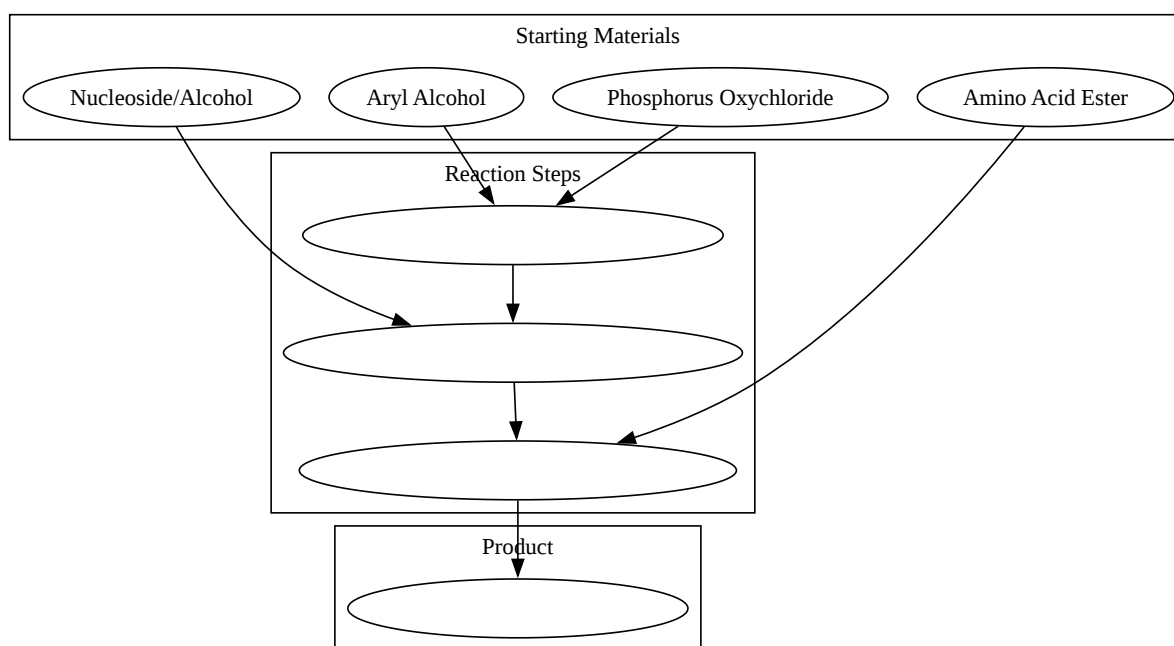 Starting Materials
Nucleoside/Alcohol
Aryl Alcohol
Phosphorus Oxychloride
Amino Acid Ester
Reaction Steps
Product